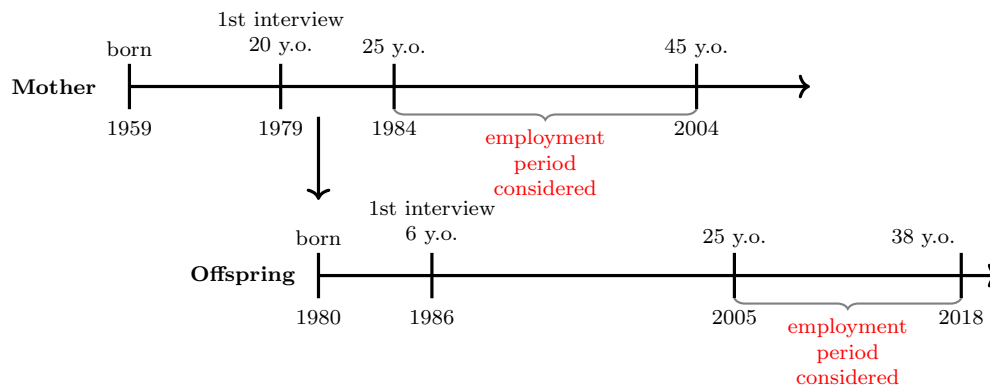 1st interview
born 20 y.o. 25 y.o. 45 y.o.
Mother
1959 1979 1984 2004
employment
period
considered
1st interview
born 6 y.o. 25 y.o. 38 y.o.
Offspring
1980 1986 2005 2018
employment
period
considered